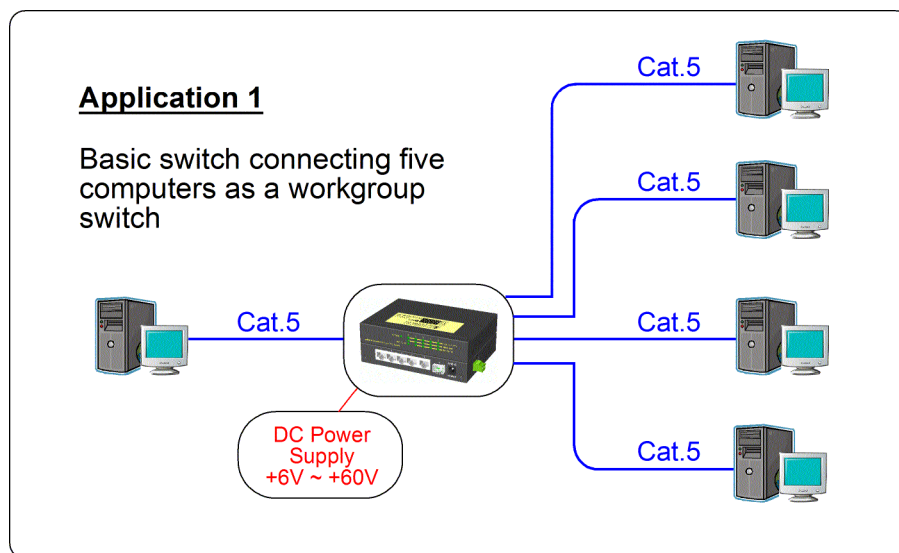 Application 1
Basic switch connecting five
computers as a workgroup
switch
Cat.5
Cat.5
Cat.5
Cat.5
Cat.5
DC Power
Supply
+6V ~ +60V